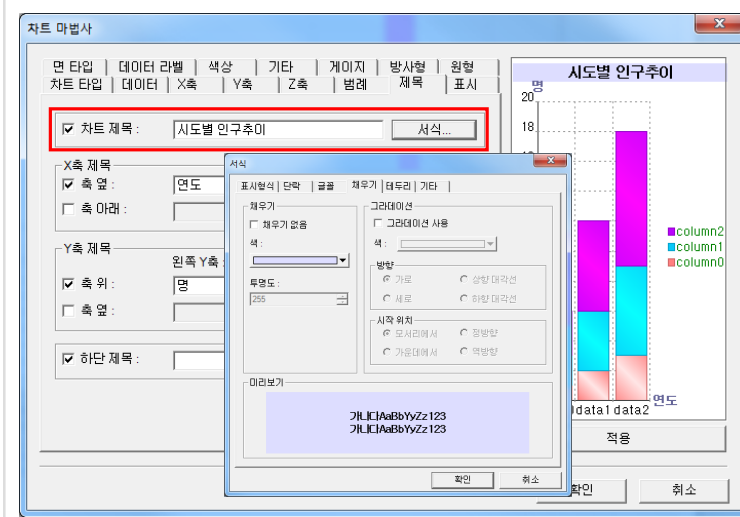 차트 마법사
면 타입 데이터 라벨 색상 기타 게이지 방사형 원형
차트 타입 데이터 X축 Y축 Z축 범례 제목 표시
차트 제목 : 시도별 인구추이 서식...
X축 제목
축 옆 : 연도
축 아래 :
Y축 제목
왼쪽 Y축 :
축 위 : 명
축 옆 :
하단 제목 :
서식
표시형식 단락 글꼴 채우기 테두리 기타
채우기
채우기 없음
색 :
투명도 :
255
그라데이션
그라데이션 사용
색 :
방향
가로 상향 대각선
세로 하향 대각선
시작 위치
모서리에서 정방향
가운데에서 역방향
미리보기
가나다AaBbYyZz123
가나다AaBbYyZz123
확인 취소
시도별 인구추이
명
20
18
column2
column1
column0
연도
data1 data2
적용
확인 취소